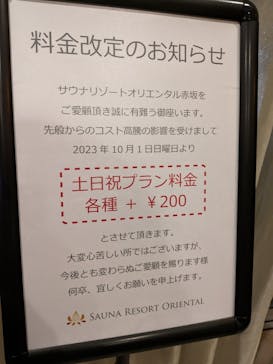 料金改定のお知らせ
サウナリゾートオリエンタル赤坂を
ご愛顧頂き誠に有難う御座います。
先般からのコスト高騰の影響を受けまして
2023年10月1日日曜日より
土日祝プラン料金
各種 + ￥200
とさせて頂きます。
大変心苦しい所ではございますが、
今後とも変わらぬご愛顧を賜ります様
何卒、宜しくお願いを申上げます。
SAUNA RESORT ORIENTAL